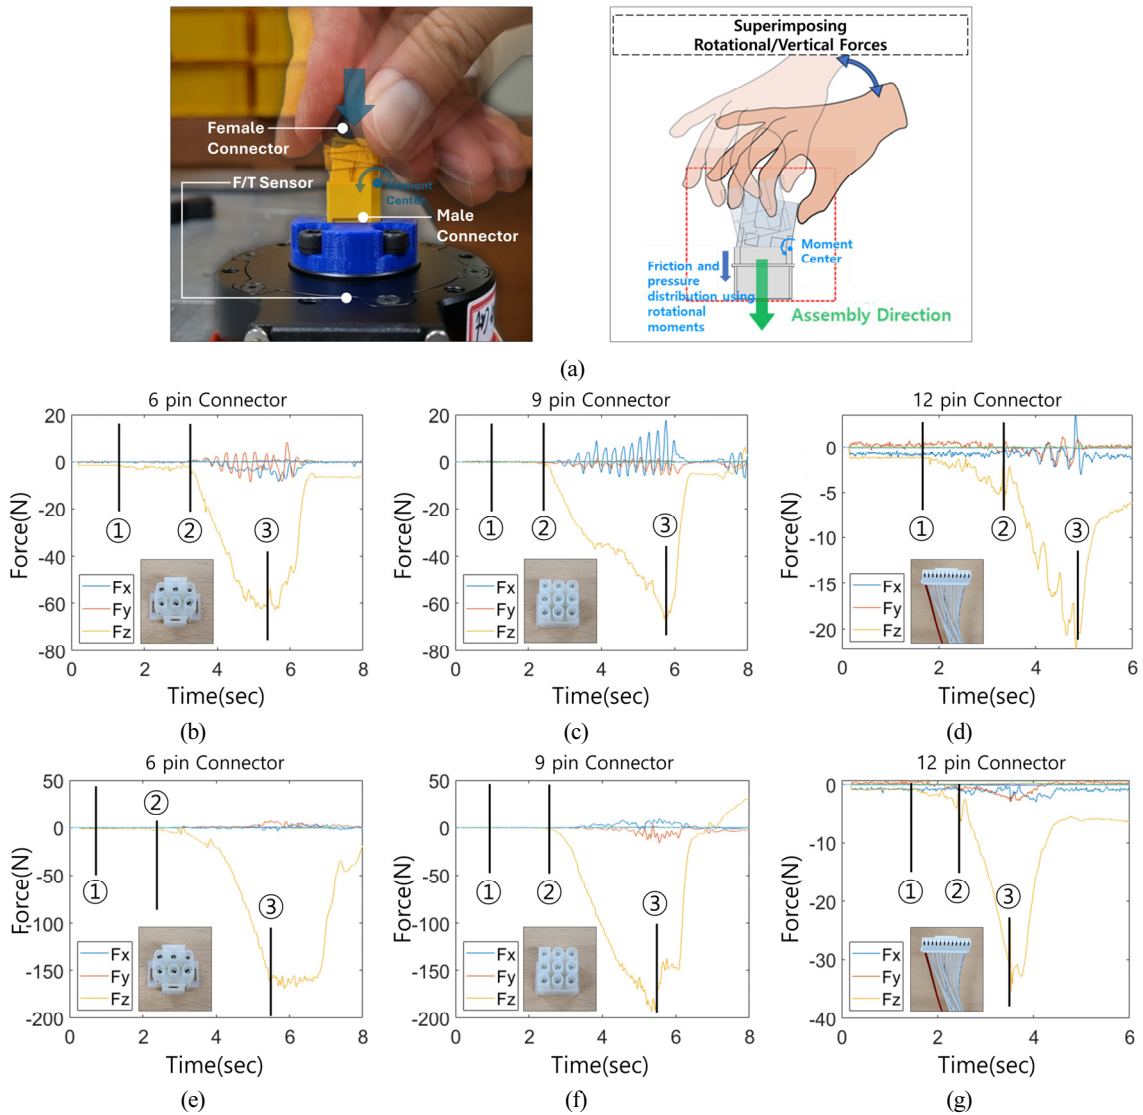 Female
Connector
F/T Sensor
Moment
Center
Male
Connector
Superimposing
Rotational/Vertical Forces
Moment
Center
Friction and
pressure
distribution using
rotational
moments
Assembly Direction
(a)
6 pin Connector
20
0
-20
-40
-60
-80
Force(N)
① ② ③
Fx
Fy
Fz
0 2 4 6 8
Time(sec)
(b)
9 pin Connector
20
0
-20
-40
-60
-80
Force(N)
① ② ③
Fx
Fy
Fz
0 2 4 6 8
Time(sec)
(c)
12 pin Connector
0
-5
-10
-15
-20
Force(N)
① ② ③
Fx
Fy
Fz
0 2 4 6
Time(sec)
(d)
6 pin Connector
50
0
-50
-100
-150
-200
Force(N)
① ② ③
Fx
Fy
Fz
0 2 4 6 8
Time(sec)
(e)
9 pin Connector
50
0
-50
-100
-150
-200
Force(N)
① ② ③
Fx
Fy
Fz
0 2 4 6 8
Time(sec)
(f)
12 pin Connector
0
-10
-20
-30
-40
Force(N)
① ② ③
Fx
Fy
Fz
0 2 4 6
Time(sec)
(g)